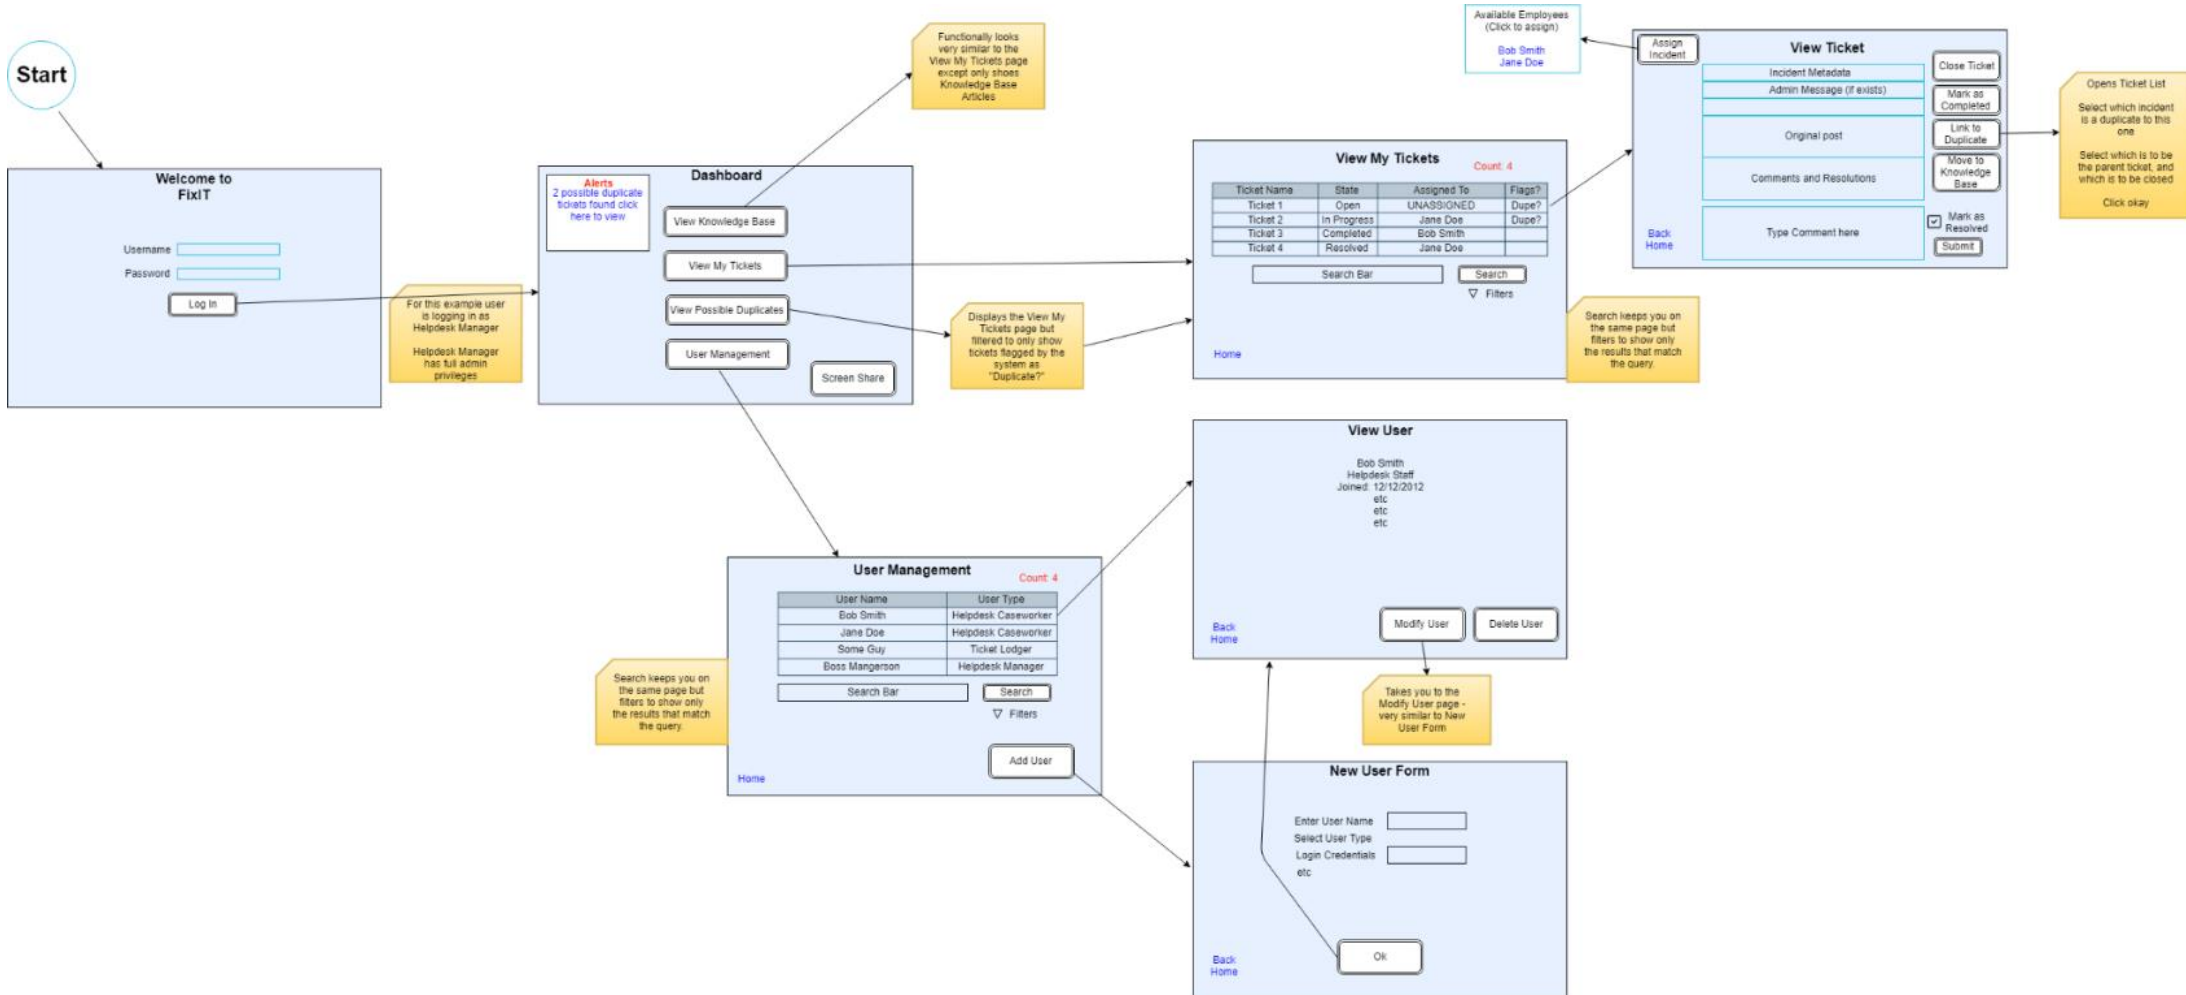 Start
Welcome to
FixIT
Username
Password
Log In
For this example user
is logging in as
Helpdesk Manager
Helpdesk Manager
has full admin
privileges
Dashboard
Alerts
2 possible duplicate
tickets found click
here to view
View Knowledge Base
View My Tickets
View Possible Duplicates
User Management
Screen Share
Functionally looks
very similar to the
View My Tickets page
except only shoes
Knowledge Base
Articles
Displays the View My
Tickets page but
filtered to only show
tickets flagged by the
system as
"Duplicate?"
View My Tickets
Count: 4
Ticket Name State Assigned To Flags?
Ticket 1 Open UNASSIGNED Dupe?
Ticket 2 In Progress Jane Doe Dupe?
Ticket 3 Completed Bob Smith
Ticket 4 Resolved Jane Doe
Search Bar Search
Filters
Home
Search keeps you on
the same page but
filters to show only
the results that match
the query.
Available Employees
(Click to assign)
Bob Smith
Jane Doe
Assign
Incident
View Ticket
Incident Metadata
Admin Message (if exists)
Original post
Comments and Resolutions
Type Comment here
Close Ticket
Mark as
Completed
Link to
Duplicate
Move to
Knowledge
Base
Mark as
Resolved
Submit
Back
Home
Opens Ticket List
Select which incident
is a duplicate to this
one
Select which is to be
the parent ticket, and
which is to be closed
Click okay
User Management
Count: 4
User Name User Type
Bob Smith Helpdesk Caseworker
Jane Doe Helpdesk Caseworker
Some Guy Ticket Lodger
Boss Mangerson Helpdesk Manager
Search Bar Search
Filters
Add User
Home
Search keeps you on
the same page but
filters to show only
the results that match
the query.
View User
Bob Smith
Helpdesk Staff
Joined: 12/12/2012
etc
etc
etc
Modify User Delete User
Back
Home
Takes you to the
Modify User page -
very similar to New
User Form
New User Form
Enter User Name
Select User Type
Login Credentials
etc
Ok
Back
Home